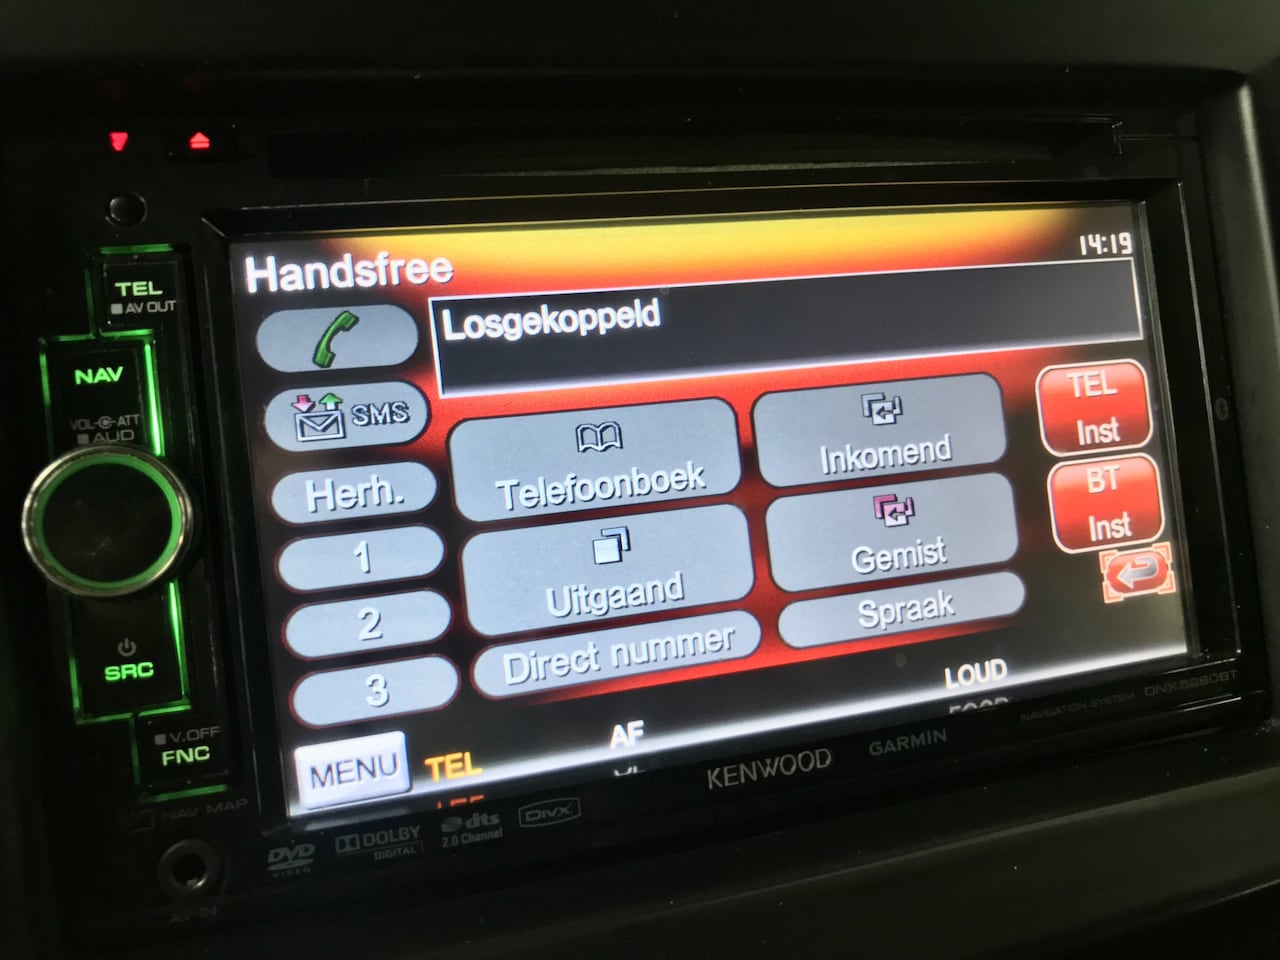 TEL
AV OUT
NAV
VOL-C-ATT
AUD
SRC
V.OFF
FNC
NAV MAP
AV-IN
Handsfree
14:19
Losgekoppeld
SMS
Herh.
1
2
3
Telefoonboek
Inkomend
Uitgaand
Gemist
Direct nummer
Spraak
TEL
Inst
BT
Inst
MENU
TEL
AF
LOUD
KENWOOD
GARMIN
NAVIGATION SYSTEM
DNX5280BT
DVD
VIDEO
DOLBY
DIGITAL
dts
2.0 Channel
DIVX